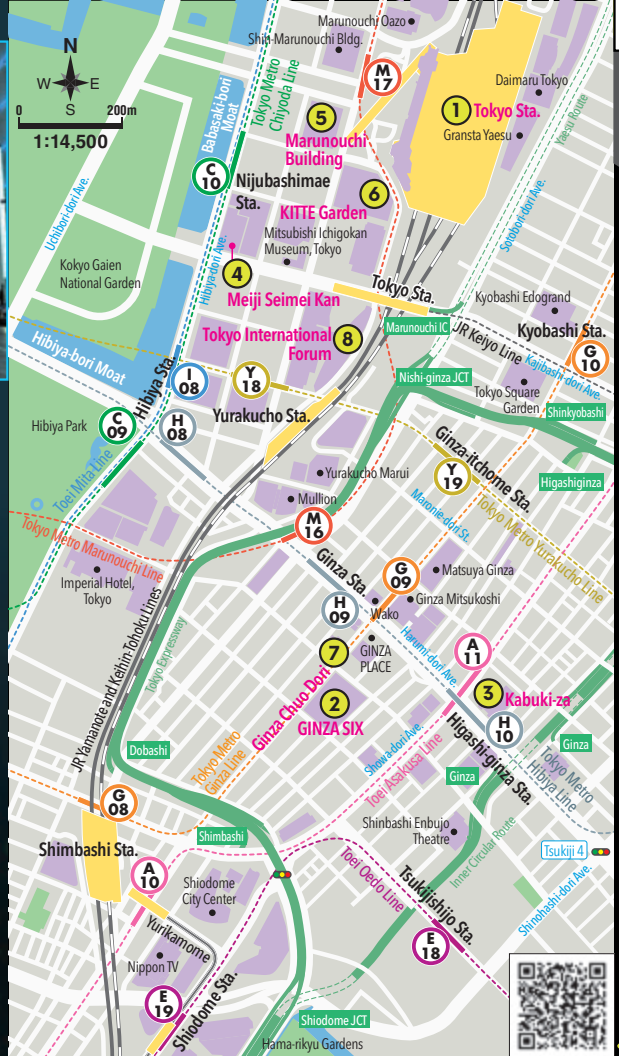 Marunouchi Oazo
Shin-Marunouchi Bldg.
N
W
E
S
0
200m
1:14,500
M
17
Daimaru Tokyo
1
Tokyo Sta.
Gransta Yaesu
Yaesu Route
Babasaki-bori
Moat
Tokyo Metro
Chiyoda Line
5
Marunouchi
Building
C
10
Nijubashimae
Sta.
6
KITTE Garden
Uchibori-dori Ave.
Sotobori-dori Ave.
Hibiya-dori Ave.
Mitsubishi Ichigokan
Museum, Tokyo
Kokyo Gaien
National Garden
4
Meiji Seimei Kan
Tokyo Sta.
Kyobashi Edogrand
Marunouchi IC
JR Keiyo Line
Kyobashi Sta.
G
10
Tokyo International
Forum
8
Hibiya-bori Moat
Kajibashi-dori Ave.
Hibiya Sta.
I
08
Y
18
Nishi-ginza JCT
Tokyo Square
Garden
Shinkyobashi
Hibiya Park
C
09
H
08
Yurakucho Sta.
Ginza-itchome Sta.
Y
19
Higashiginza
Toei Mita Line
Yurakucho Marui
Mullion
Maronie-dori St.
Tokyo Metro Yurakucho Line
M
16
Tokyo Metro Marunouchi Line
Ginza Sta.
Imperial Hotel,
Tokyo
G
09
Matsuya Ginza
Ginza Mitsukoshi
H
09
Wako
JR Yamanote and Keihin-Tohoku Lines
Tokyo Expressway
GINZA
PLACE
Harumi-dori Ave.
A
11
7
Ginza Chuo Dori
2
GINZA SIX
3
Kabuki-za
H
10
Higashi-ginza Sta.
Dobashi
Tokyo Metro
Ginza Line
Showa-dori Ave.
Toei Asakusa Line
Ginza
Ginza
Tokyo Metro
Hibiya Line
G
08
Shimbashi
Shinbashi Enbujo
Theatre
Inner Circular Route
Tsukiji 4
Shimbashi Sta.
A
10
Shiodome
City Center
Toei Oedo Line
Tsukijishijo Sta.
E
18
Shinohashi-dori Ave.
Yurikamome
Nippon TV
E
19
Shiodome Sta.
Shiodome JCT
Hama-rikyu Gardens